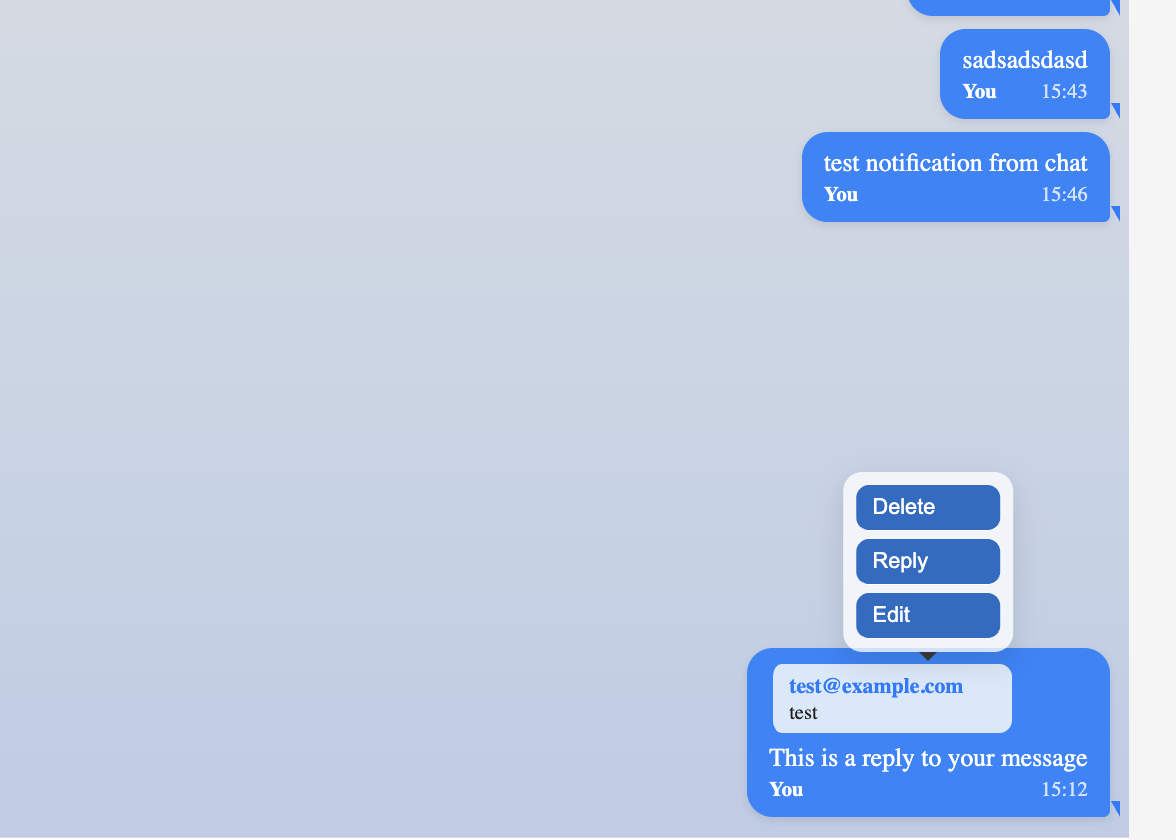 sadsadsdasd
You 15:43
test notification from chat
You 15:46
Delete
Reply
Edit
test@example.com
test
This is a reply to your message
You 15:12